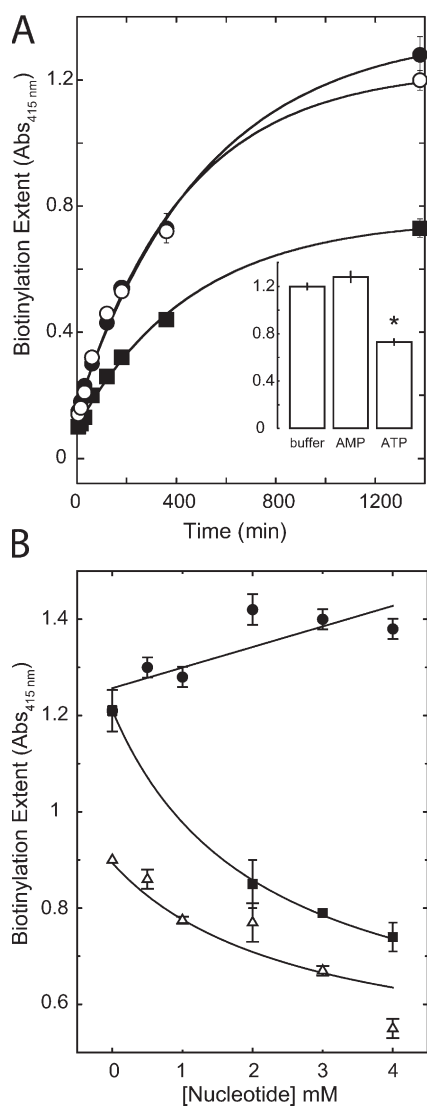 A
Biotinylation Extent (Abs415 nm)
1.2
0.8
0.4
0
0
400
800
1200
Time (min)
1.2
0.8
0.4
0
*
buffer
AMP
ATP
B
Biotinylation Extent (Abs415 nm)
1.4
1.2
1
0.8
0.6
0
1
2
3
4
[Nucleotide] mM